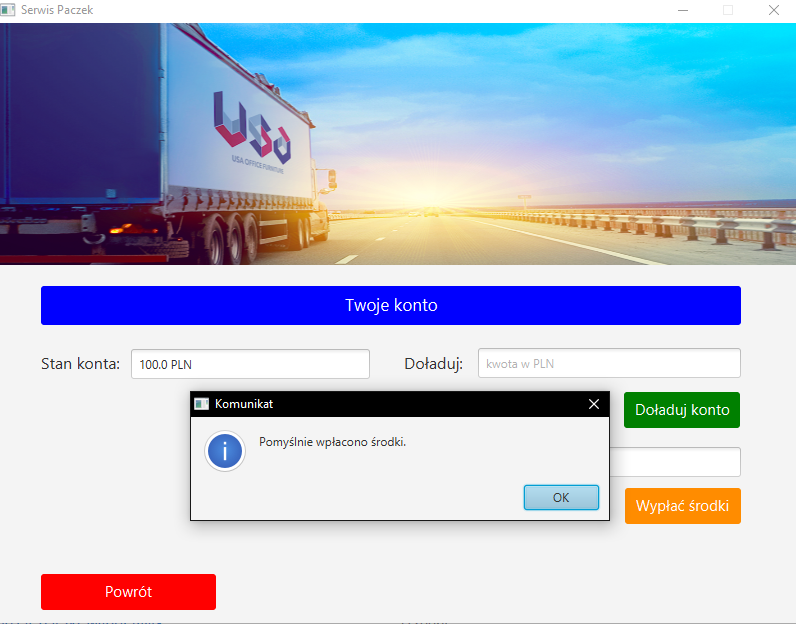 Serwis Paczek
USA
USA OFFICE FURNITURE
Twoje konto
Stan konta:
100.0 PLN
Doładuj:
kwota w PLN
Doładuj konto
Komunikat
Pomyślnie wpłacono środki.
OK
Wypłać środki
Powrót